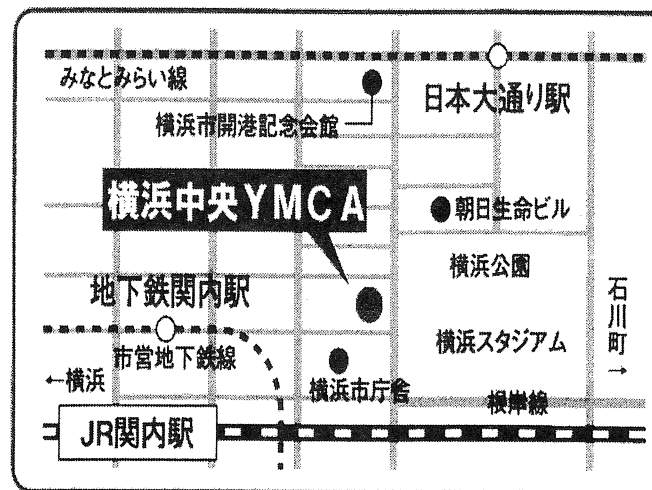 みなとみらい線
日本大通り駅
横浜市開港記念会館
横浜中央YMCA
朝日生命ビル
横浜公園
地下鉄関内駅
石川町→
横浜スタジアム
市営地下鉄線
←横浜
横浜市庁舎
根岸線
JR関内駅